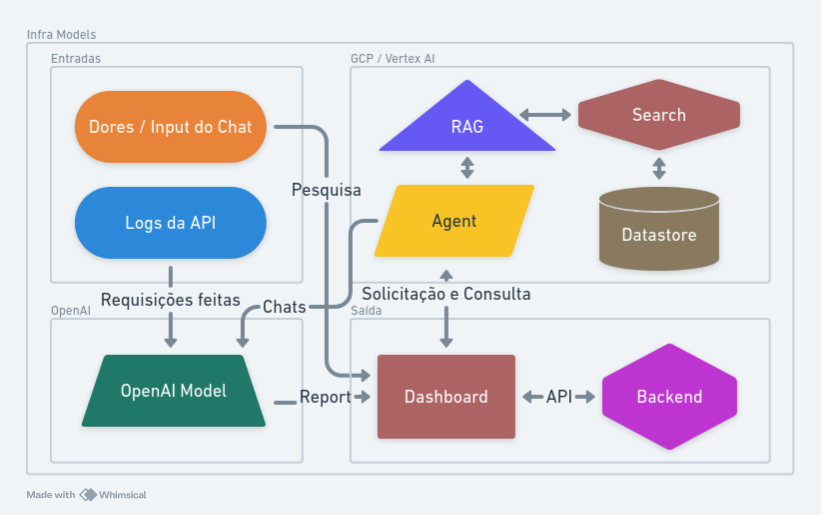 Infra Models
Entradas
GCP / Vertex AI
Dores / Input do Chat
RAG
Search
Pesquisa
Logs da API
Agent
Datastore
Requisições feitas
Chats
Solicitação e Consulta
OpenAI
Saída
OpenAI Model
Report
Dashboard
API
Backend
Made with Whimsical